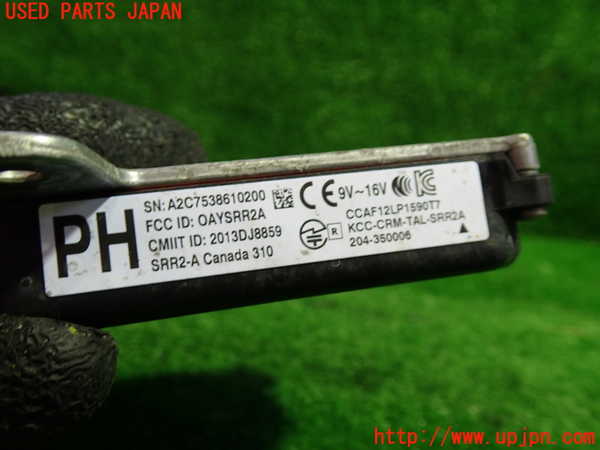 USED PARTS JAPAN
PH
SN: A2C7538610200
FCC ID: OAYSRR2A
CMIIT ID: 2013DJ8859
SRR2-A Canada 310
CE 9V~16V
CCAF12LP1590T7
R KCC-CRM-TAL-SRR2A
204-350006
http://www.upjpn.com